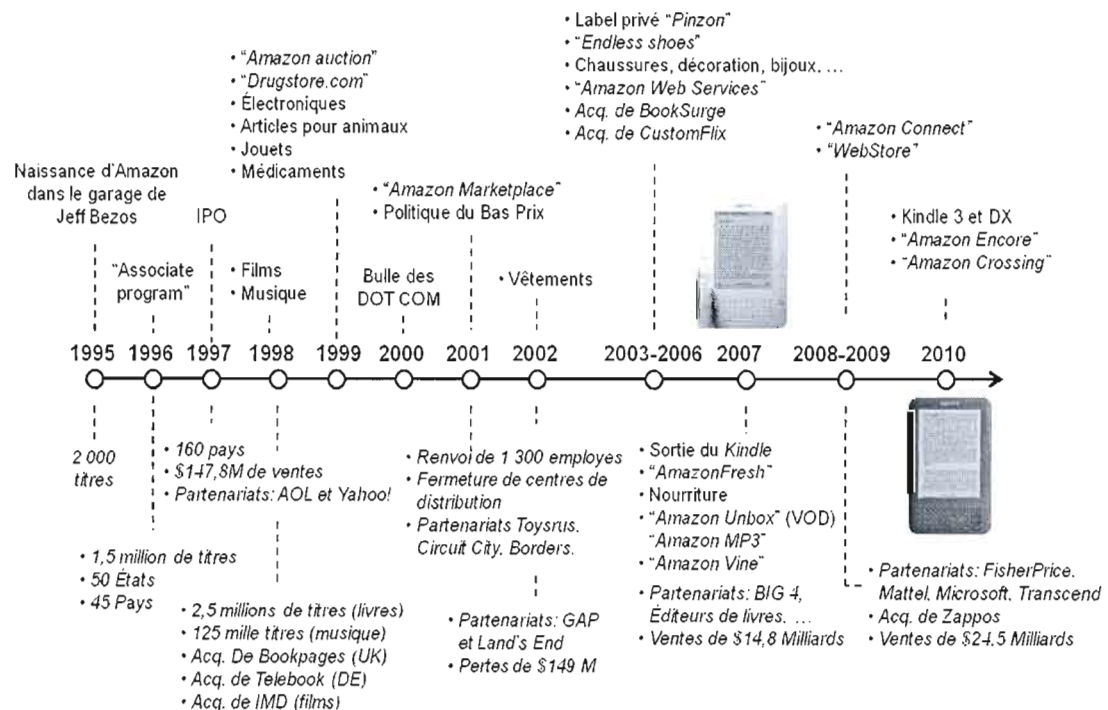 • Label privé "Pinzon"
• "Endless shoes"
• Chaussures, décoration, bijoux, ...
• "Amazon Web Services"
• Acq. de BookSurge
• Acq. de CustomFlix
• "Amazon auction"
• "Drugstore.com"
• Électroniques
• Articles pour animaux
• Jouets
• Médicaments
• "Amazon Connect"
• "WebStore"
Naissance d'Amazon
dans le garage de
Jeff Bezos
IPO
• "Amazon Marketplace"
• Politique du Bas Prix
• Kindle 3 et DX
• "Amazon Encore"
• "Amazon Crossing"
"Associate
program"
• Films
• Musique
Bulle des
DOT COM
• Vêtements
1995 1996 1997 1998 1999 2000 2001 2002 2003-2006 2007 2008-2009 2010
2 000
titres
• 160 pays
• $147,8M de ventes
• Partenariats: AOL et Yahoo!
• Renvoi de 1 300 employes
• Fermeture de centres de
distribution
• Partenariats Toysrus.
Circuit City. Borders.
• Sortie du Kindle
• "AmazonFresh"
• Nourriture
• "Amazon Unbox" (VOD)
"Amazon MP3"
• "Amazon Vine"
• 1,5 million de titres
• 50 États
• 45 Pays
• Partenariats: BIG 4,
Éditeurs de livres, ...
• Ventes de $14,8 Milliards
• Partenariats: FisherPrice.
Mattel, Microsoft, Transcend
• Acq. de Zappos
• Ventes de $24.5 Milliards
• 2,5 millions de titres (livres)
• 125 mille titres (musique)
• Acq. De Bookpages (UK)
• Acq. de Telebook (DE)
• Acq. de IMD (films)
• Partenariats: GAP
et Land's End
• Pertes de $149 M